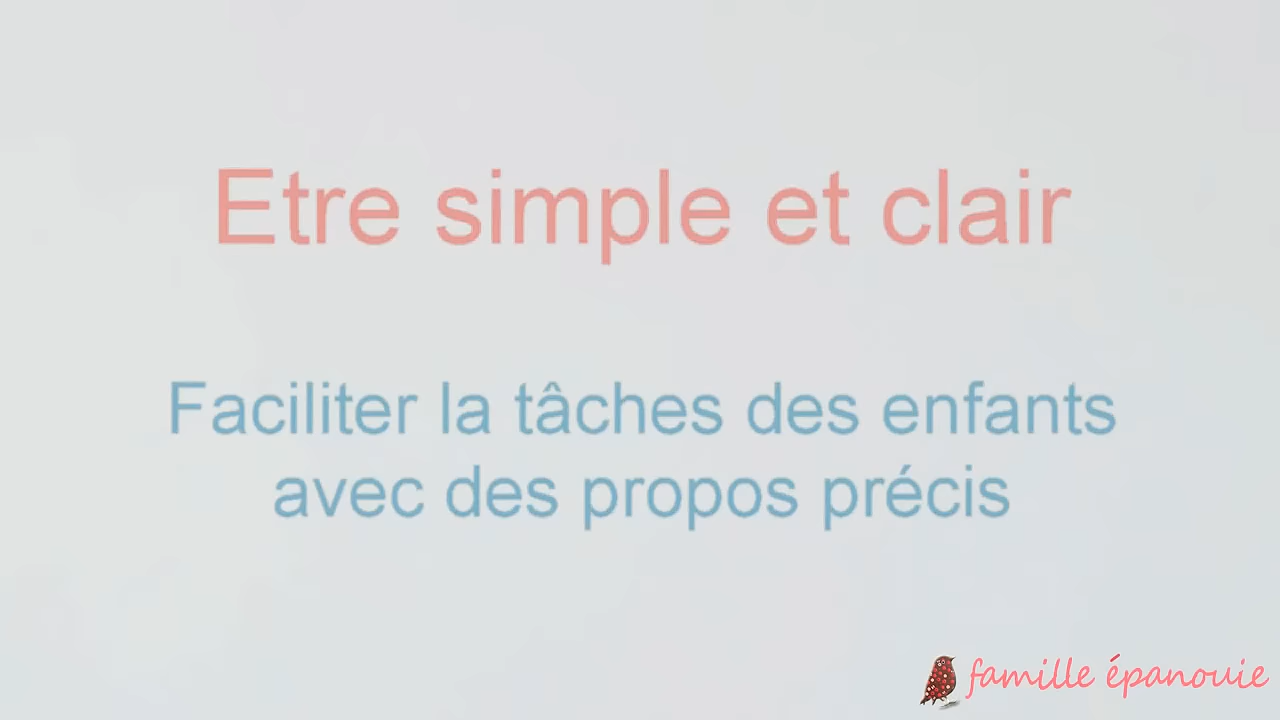 Etre simple et clair
Faciliter la tâches des enfants
avec des propos précis
famille épanouie